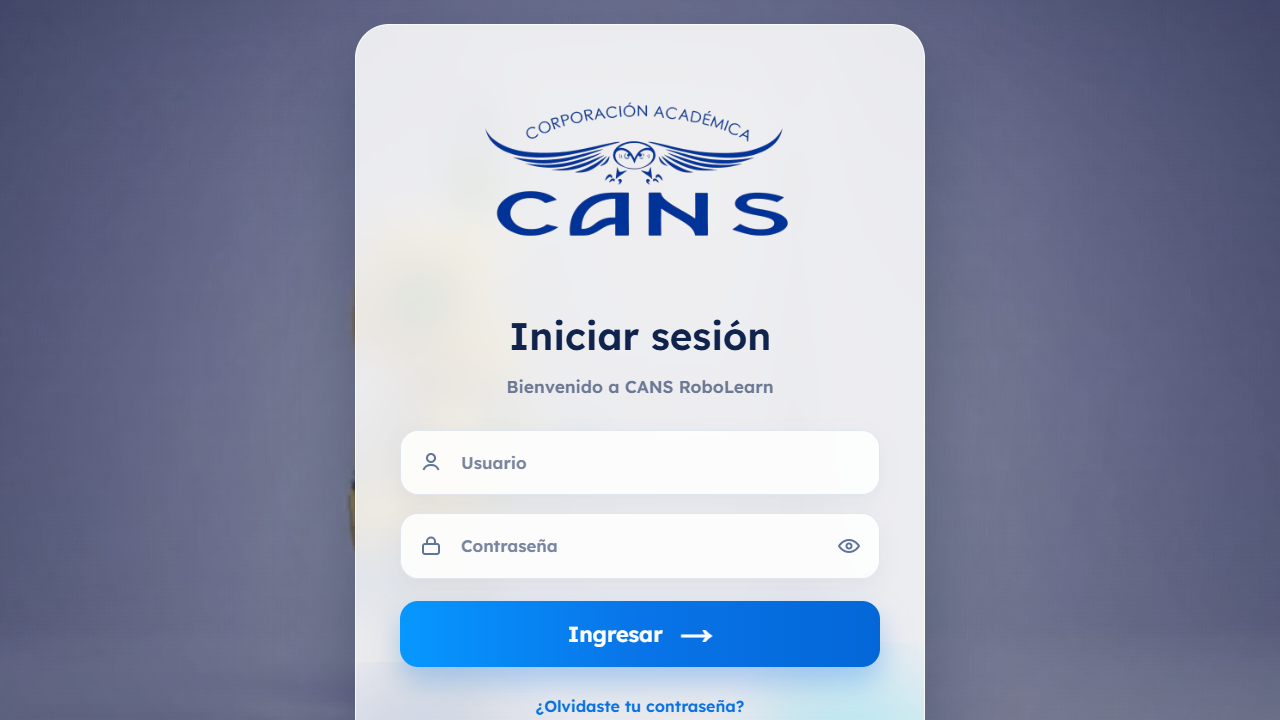 CORPORACIÓN ACADÉMICA
CANS
Iniciar sesión
Bienvenido a CANS RoboLearn
Usuario
Contraseña
Ingresar →
¿Olvidaste tu contraseña?